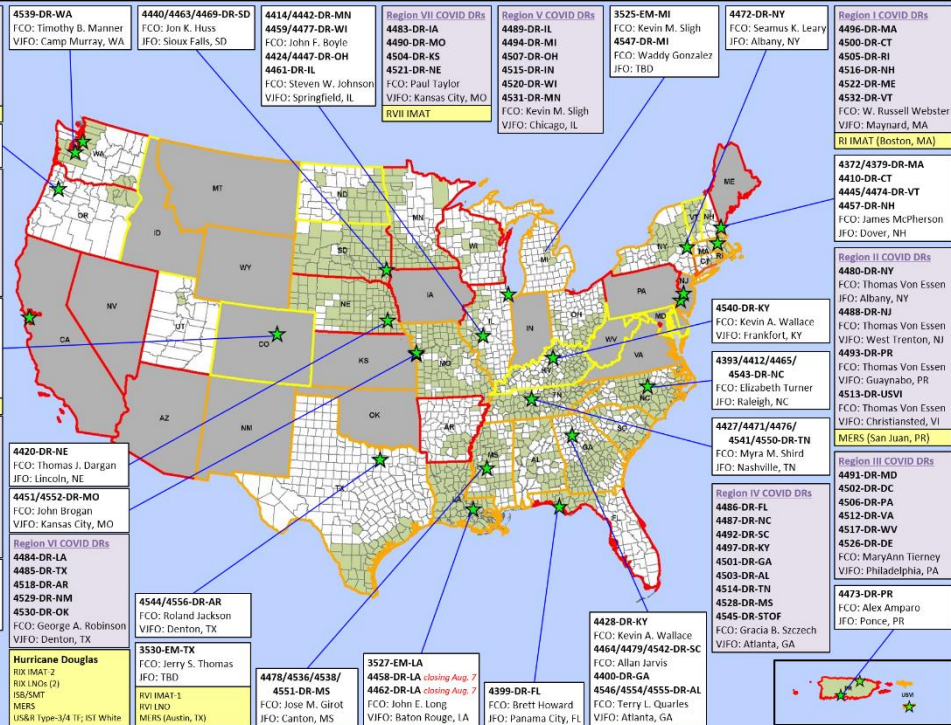 4539-DR-WA
FCO: Timothy B. Manner
VJFO: Camp Murray, WA
4440/4463/4469-DR-SD
FCO: Jon K. Huss
JFO: Sioux Falls, SD
4414/4442-DR-MN
4459/4477-DR-WI
FCO: John F. Boyle
4424/4447-DR-OH
4461-DR-IL
FCO: Steven W. Johnson
VJFO: Springfield, IL
Region VII COVID DRs
4483-DR-IA
4490-DR-MO
4504-DR-KS
4521-DR-NE
FCO: Paul Taylor
VJFO: Kansas City, MO
RVII IMAT
Region V COVID DRs
4489-DR-IL
4494-DR-MI
4507-DR-OH
4515-DR-IN
4520-DR-WI
4531-DR-MN
FCO: Kevin M. Sligh
VJFO: Chicago, IL
3525-EM-MI
FCO: Kevin M. Sligh
4547-DR-MI
FCO: Waddy Gonzalez
JFO: TBD
4472-DR-NY
FCO: Seamus K. Leary
JFO: Albany, NY
Region I COVID DRs
4496-DR-MA
4500-DR-CT
4505-DR-RI
4516-DR-NH
4522-DR-ME
4532-DR-VT
FCO: W. Russell Webster
VJFO: Maynard, MA
RI IMAT (Boston, MA)
4372/4379-DR-MA
4410-DR-CT
4445/4474-DR-VT
4457-DR-NH
FCO: James McPherson
JFO: Dover, NH
Region II COVID DRs
4480-DR-NY
FCO: Thomas Von Essen
JFO: Albany, NY
4488-DR-NJ
FCO: Thomas Von Essen
VJFO: West Trenton, NJ
4493-DR-PR
FCO: Thomas Von Essen
VJFO: Guaynabo, PR
4513-DR-USVI
FCO: Thomas Von Essen
VJFO: Christiansted, VI
MERS (San Juan, PR)
WA
MT
ND
MN
ME
OR
ID
WY
SD
WI
MI
NY
VT
NH
MA
CT
RI
NV
UT
CO
NE
IA
IL
IN
OH
PA
NJ
MD
WV
VA
CA
AZ
NM
KS
MO
KY
OK
AR
TN
NC
SC
TX
LA
MS
AL
GA
FL
4540-DR-KY
FCO: Kevin A. Wallace
VJFO: Frankfort, KY
4393/4412/4465/
4543-DR-NC
FCO: Elizabeth Turner
JFO: Raleigh, NC
4427/4471/4476/
4541/4550-DR-TN
FCO: Myra M. Shird
JFO: Nashville, TN
4420-DR-NE
FCO: Thomas J. Dargan
JFO: Lincoln, NE
4451/4552-DR-MO
FCO: John Brogan
VJFO: Kansas City, MO
Region VI COVID DRs
4484-DR-LA
4485-DR-TX
4518-DR-AR
4529-DR-NM
4530-DR-OK
FCO: George A. Robinson
VJFO: Denton, TX
Hurricane Douglas
RIX IMAT-2
RIX LNOs (2)
ISB/SMT
MERS
US&R Type-3/4 TF; IST White
4544/4556-DR-AR
FCO: Roland Jackson
VJFO: Denton, TX
3530-EM-TX
FCO: Jerry S. Thomas
JFO: TBD
RVI IMAT-1
RVI LNO
MERS (Austin, TX)
4478/4536/4538/
4551-DR-MS
FCO: Jose M. Girot
JFO: Canton, MS
3527-EM-LA
4458-DR-LA closing Aug. 7
4462-DR-LA closing Aug. 7
FCO: John E. Long
VJFO: Baton Rouge, LA
4399-DR-FL
FCO: Brett Howard
JFO: Panama City, FL
4428-DR-KY
FCO: Kevin A. Wallace
4464/4479/4542-DR-SC
FCO: Allan Jarvis
4400-DR-GA
4546/4554/4555-DR-AL
FCO: Terry L. Quarles
VJFO: Atlanta, GA
Region IV COVID DRs
4486-DR-FL
4487-DR-NC
4492-DR-SC
4497-DR-KY
4501-DR-GA
4503-DR-AL
4514-DR-TN
4528-DR-MS
4545-DR-STOF
FCO: Gracia B. Szczech
VJFO: Atlanta, GA
Region III COVID DRs
4491-DR-MD
4502-DR-DC
4506-DR-PA
4512-DR-VA
4517-DR-WV
4526-DR-DE
FCO: MaryAnn Tierney
VJFO: Philadelphia, PA
4473-DR-PR
FCO: Alex Amparo
JFO: Ponce, PR
PR
USVI